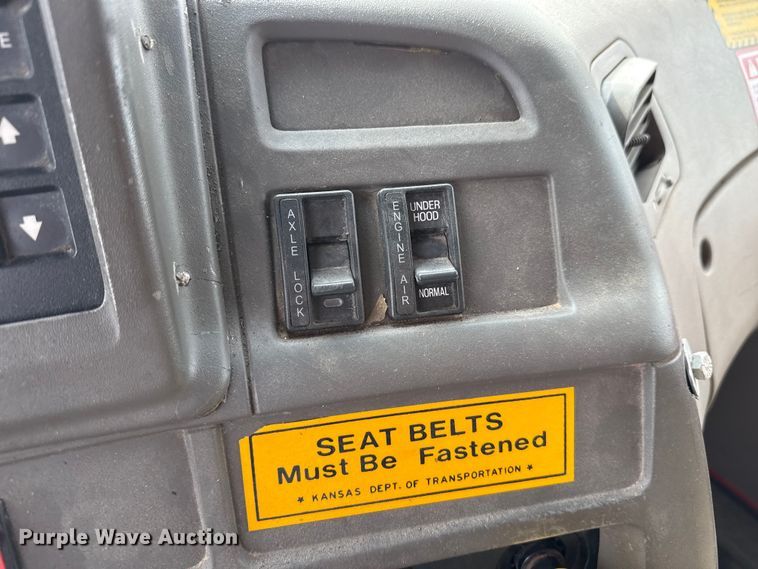 E
AXLE LOCK
ENGINE AIR
UNDER
HOOD
NORMAL
SEAT BELTS
Must Be Fastened
★ KANSAS DEPT. OF TRANSPORTATION ★
Purple Wave Auction